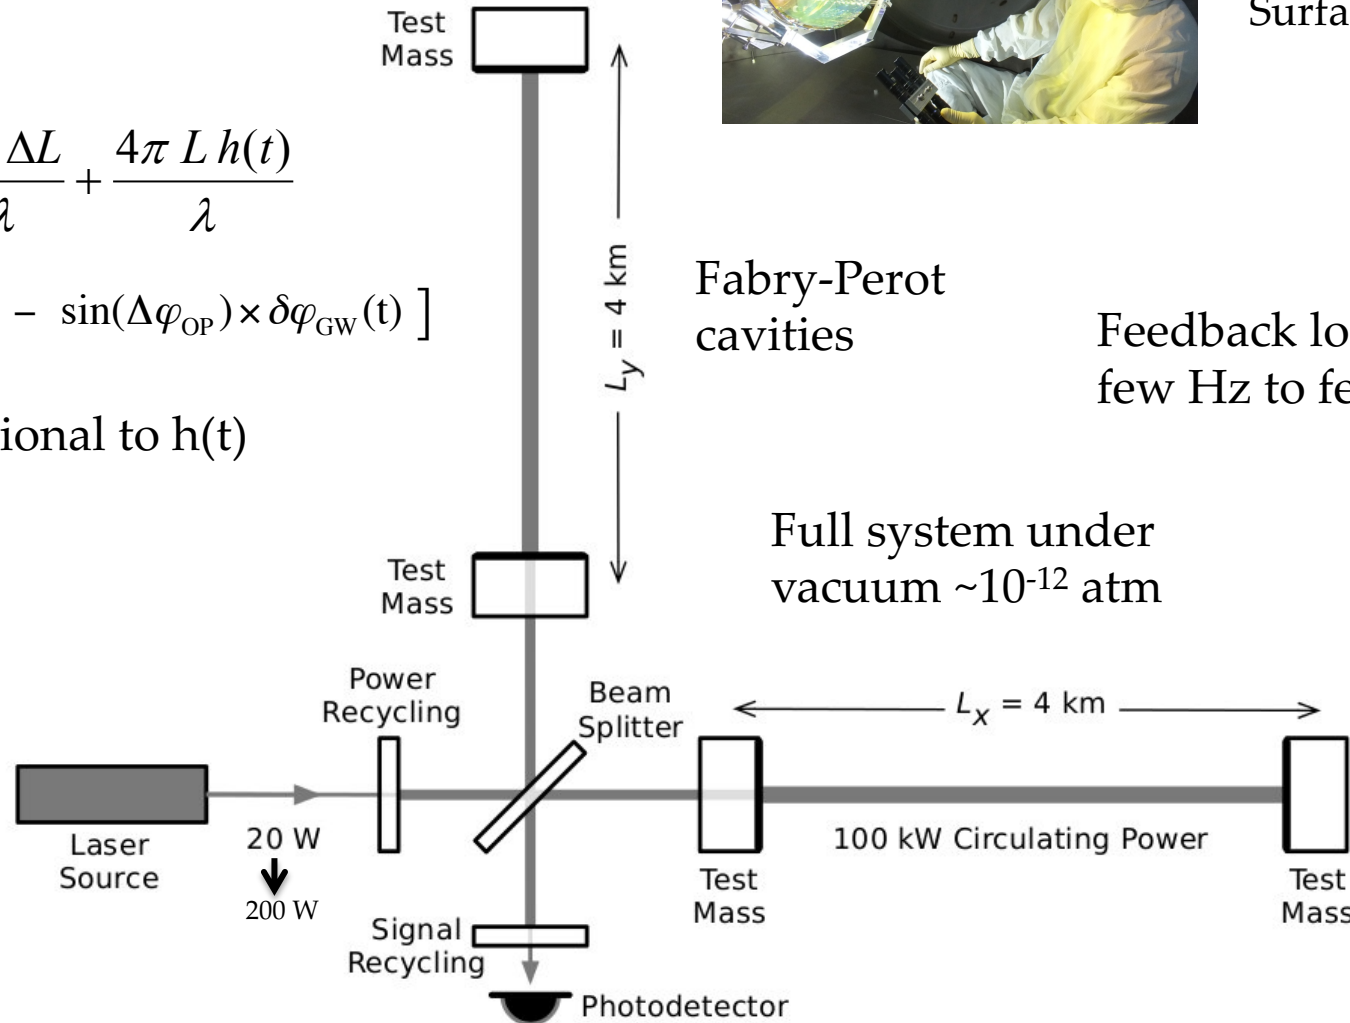 Test
Mass
Surfa
ΔL/λ + 4π L h(t)/λ
− sin(Δφ_OP)×δφ_GW(t) ]
ional to h(t)
L_y = 4 km
Fabry-Perot
cavities
Feedback lo
few Hz to fe
Full system under
vacuum ~10^-12 atm
Test
Mass
Power
Recycling
Beam
Splitter
L_x = 4 km
Laser
Source
20 W
200 W
100 kW Circulating Power
Test
Mass
Test
Mass
Signal
Recycling
Photodetector